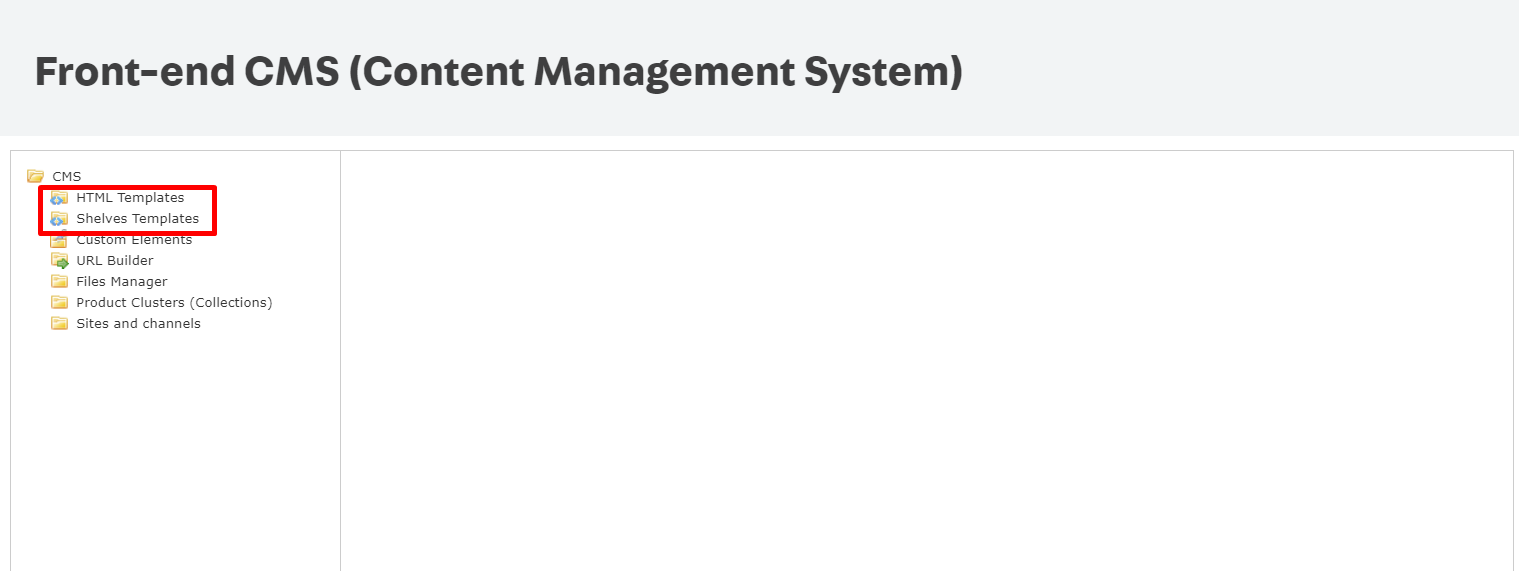 Front-end CMS (Content Management System)
CMS
HTML Templates
Shelves Templates
Custom Elements
URL Builder
Files Manager
Product Clusters (Collections)
Sites and channels